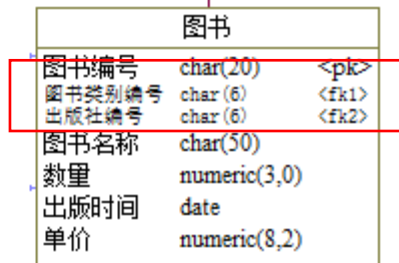 图书
图书编号 char(20) <pk>
图书类别编号 char(6) <fk1>
出版社编号 char(6) <fk2>
图书名称 char(50)
数量 numeric(3,0)
出版时间 date
单价 numeric(8,2)